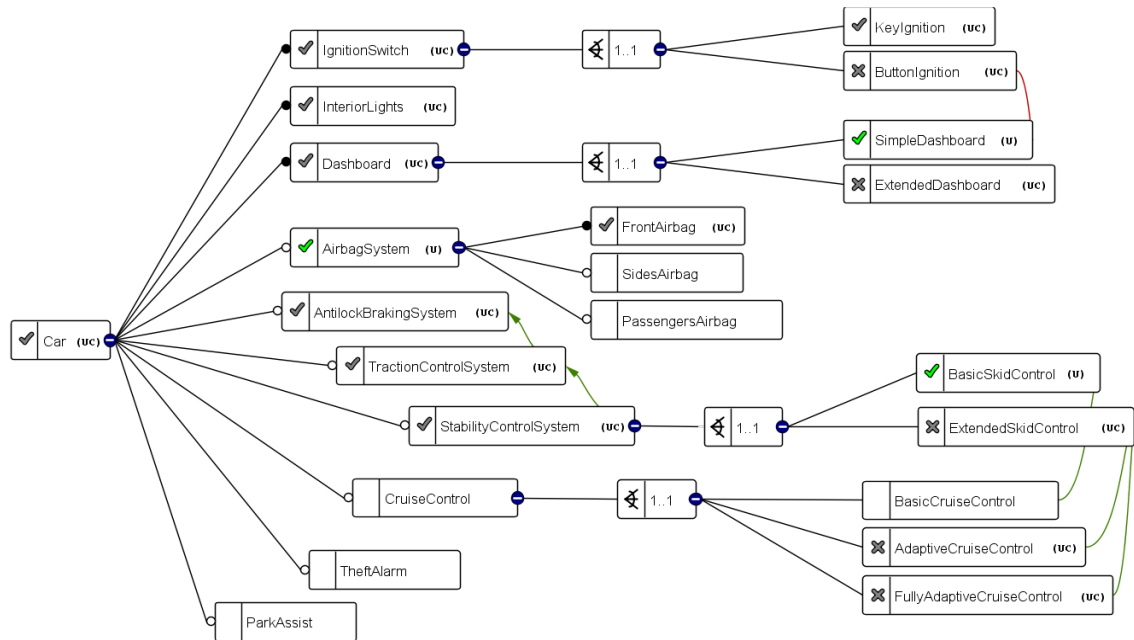 KeyIgnition (UC)
IgnitionSwitch (UC) 1..1
ButtonIgnition (UC)
InteriorLights (UC)
SimpleDashboard (U)
Dashboard (UC) 1..1
ExtendedDashboard (UC)
FrontAirbag (UC)
AirbagSystem (U)
SidesAirbag
AntilockBrakingSystem (UC)
PassengersAirbag
Car (UC)
TractionControlSystem (UC)
BasicSkidControl (U)
StabilityControlSystem (UC) 1..1 ExtendedSkidControl (UC)
CruiseControl 1..1 BasicCruiseControl
AdaptiveCruiseControl (UC)
TheftAlarm
FullyAdaptiveCruiseControl (UC)
ParkAssist